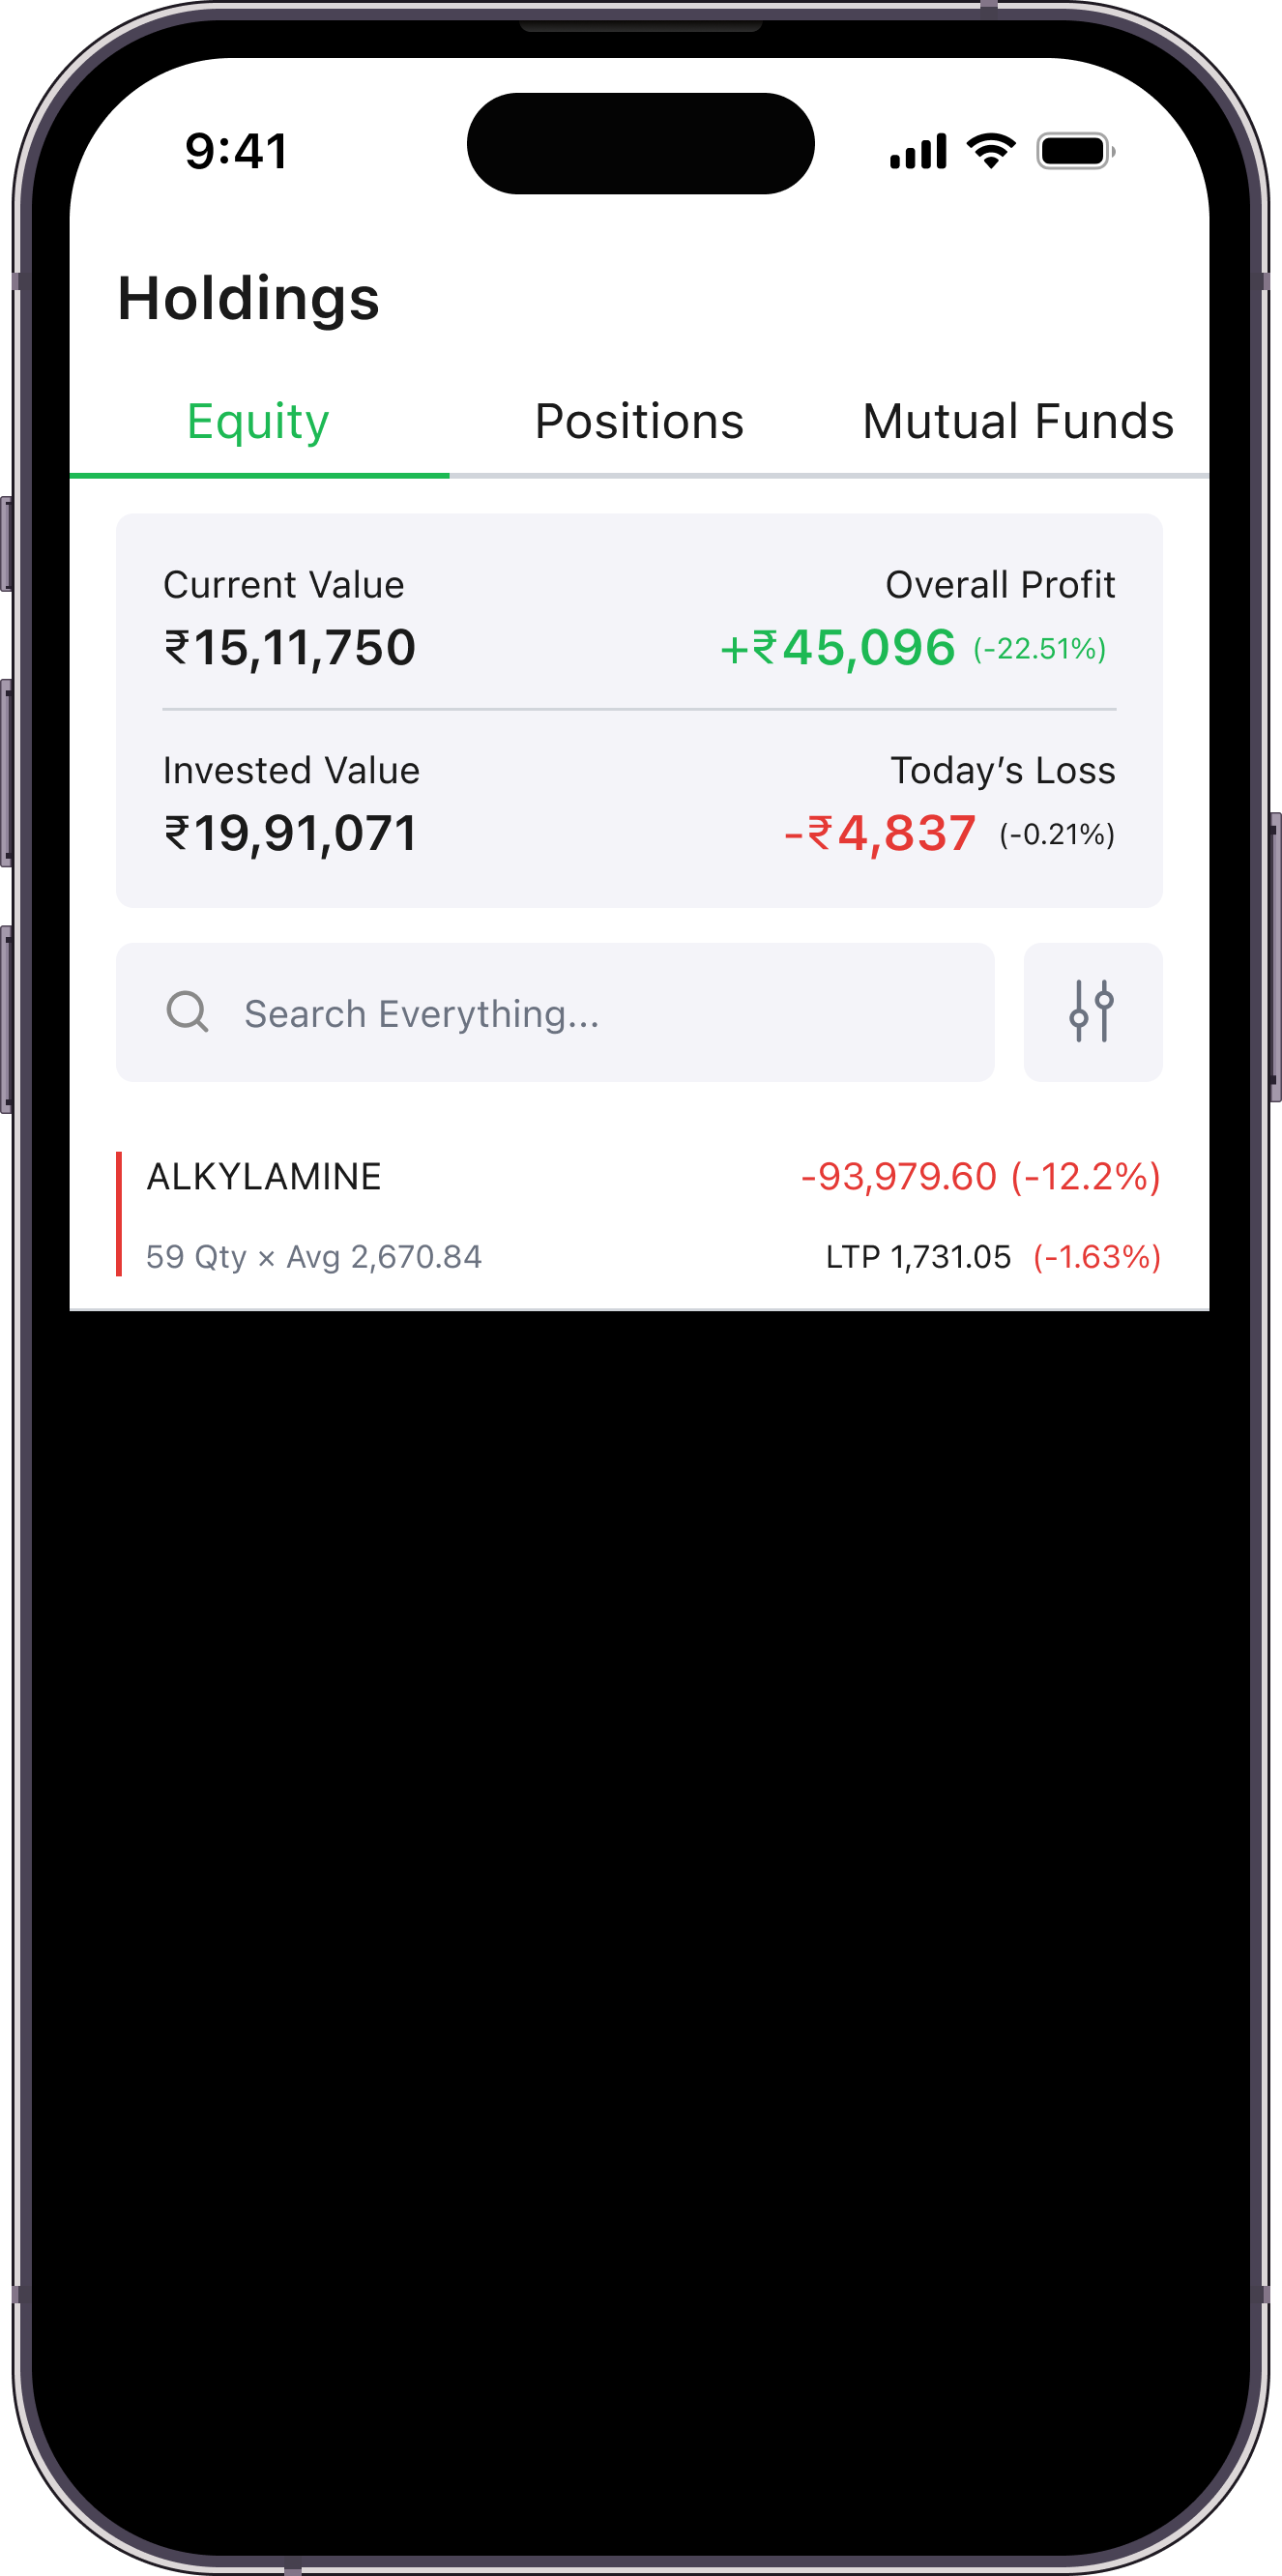 9:41
Holdings
Equity Positions Mutual Funds
Current Value Overall Profit
₹15,11,750 +₹45,096 (-22.51%)
Invested Value Today’s Loss
₹19,91,071 -₹4,837 (-0.21%)
Search Everything...
ALKYLAMINE -93,979.60 (-12.2%)
59 Qty × Avg 2,670.84 LTP 1,731.05 (-1.63%)